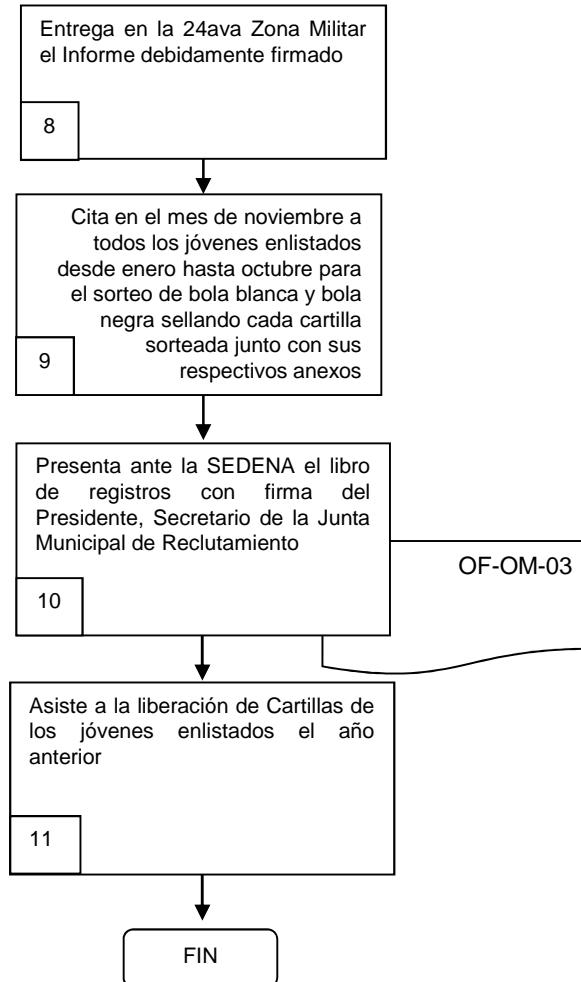 Entrega en la 24ava Zona Militar
el Informe debidamente firmado
8
Cita en el mes de noviembre a
todos los jóvenes enlistados
desde enero hasta octubre para
el sorteo de bola blanca y bola
negra sellando cada cartilla
sorteada junto con sus
respectivos anexos
9
Presenta ante la SEDENA el libro
de registros con firma del
Presidente, Secretario de la Junta
Municipal de Reclutamiento
10
OF-OM-03
Asiste a la liberación de Cartillas de
los jóvenes enlistados el año
anterior
11
FIN